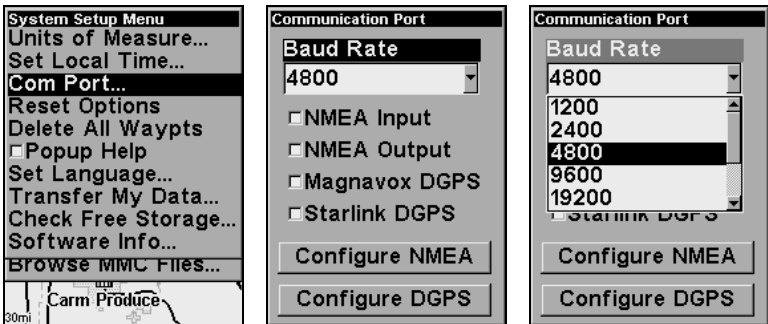 System Setup Menu
Units of Measure...
Set Local Time...
Com Port...
Reset Options
Delete All Waypts
Popup Help
Set Language...
Transfer My Data...
Check Free Storage...
Software Info...
Browse MMC Files...
Carm Produce
30mi
Communication Port
Baud Rate
4800
NMEA Input
NMEA Output
Magnavox DGPS
Starlink DGPS
Configure NMEA
Configure DGPS
Communication Port
Baud Rate
4800
1200
2400
4800
9600
19200
Starlink DGPS
Configure NMEA
Configure DGPS